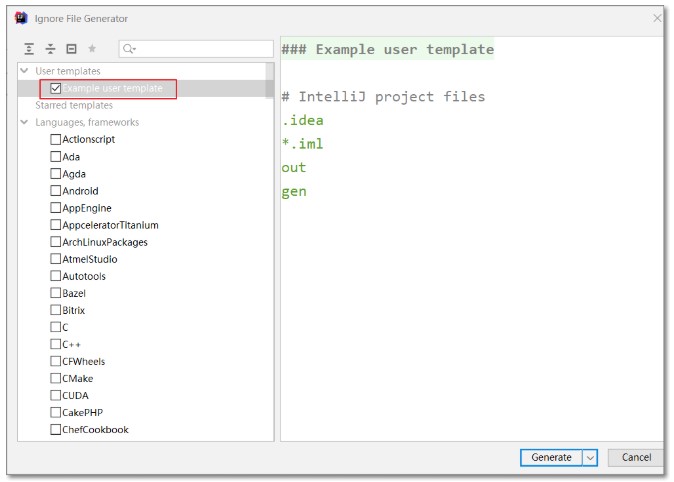 Ignore File Generator
User templates
Example user template
Starred templates
Languages, frameworks
Actionscript
Ada
Agda
Android
AppEngine
AppceleratorTitanium
ArchLinuxPackages
AtmelStudio
Autotools
Bazel
Bitrix
C
C++
CFWheels
CMake
CUDA
CakePHP
ChefCookbook
### Example user template
# IntelliJ project files
.idea
*.iml
out
gen
Generate
Cancel